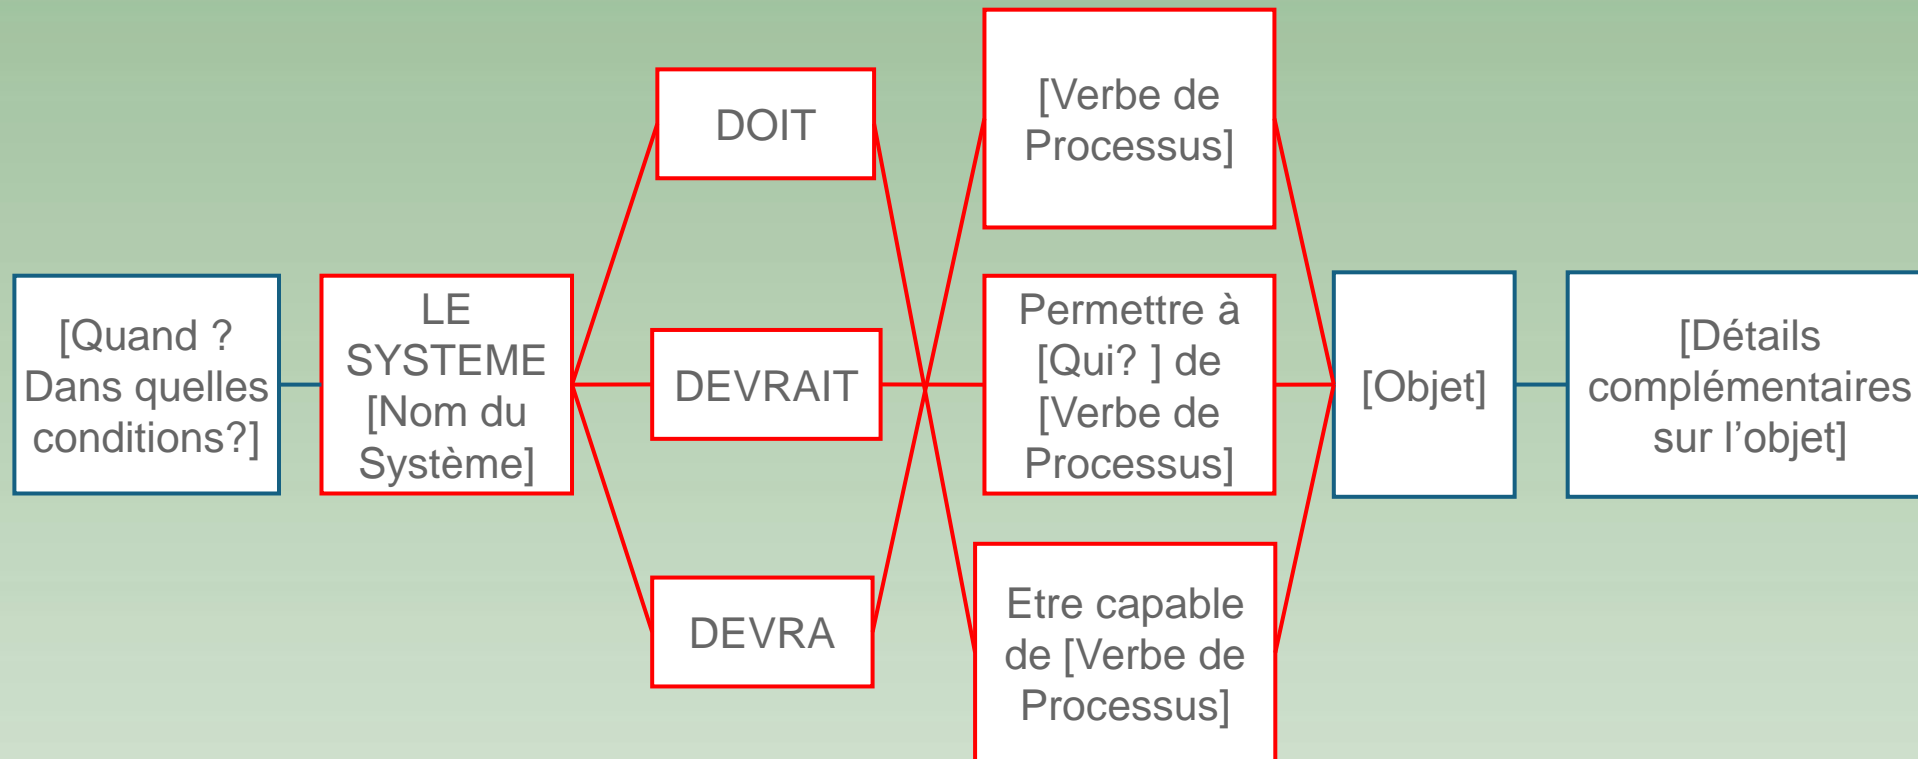 [Quand ?
Dans quelles
conditions?]
LE
SYSTEME
[Nom du
Système]
DOIT
DEVRAIT
DEVRA
[Verbe de
Processus]
Permettre à
[Qui? ] de
[Verbe de
Processus]
Etre capable
de [Verbe de
Processus]
[Objet]
[Détails
complémentaires
sur l’objet]